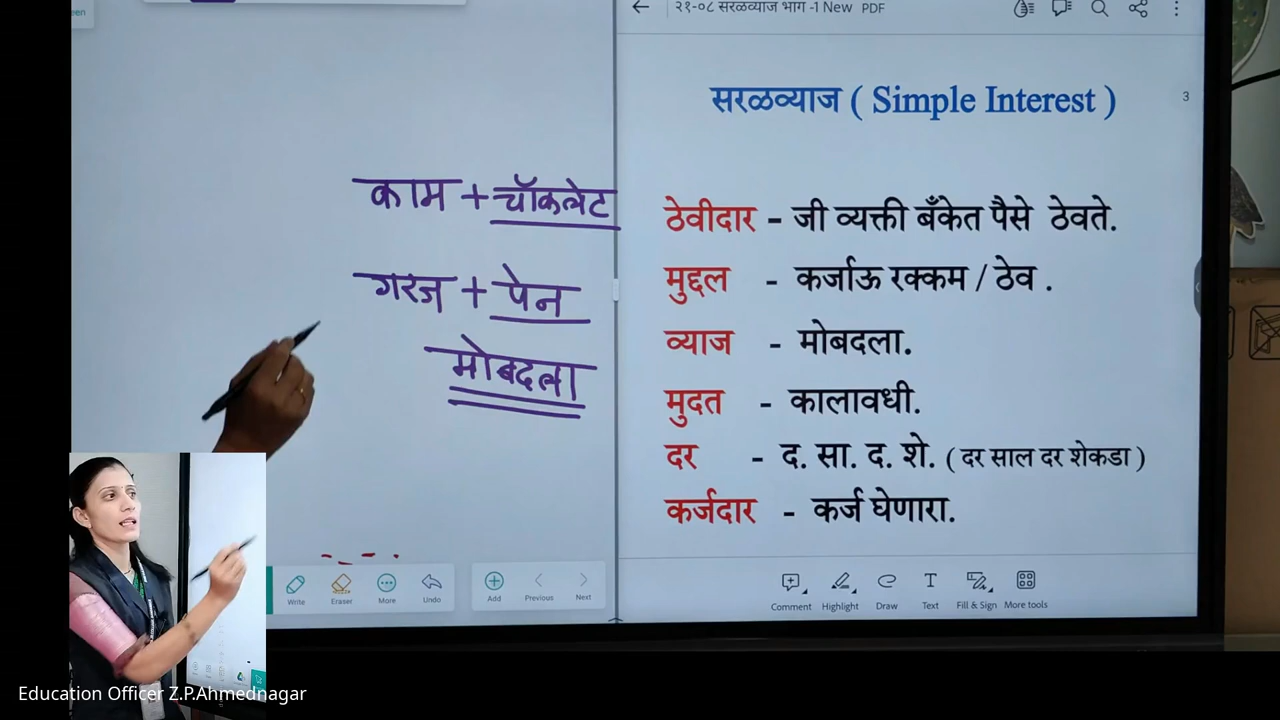 een
२१-०८ सरळव्याज भाग -1 New PDF
सरळव्याज ( Simple Interest )
3
काम + चॉकलेट
गरज + पेन
मोबदला
ठेवीदार - जी व्यक्ती बँकेत पैसे ठेवते.
मुद्दल - कर्जाऊ रक्कम / ठेव .
व्याज - मोबदला.
मुदत - कालावधी.
दर - द. सा. द. शे. ( दर साल दर शेकडा )
कर्जदार - कर्ज घेणारा.
Write Eraser More Undo Add Previous Next
Comment Highlight Draw Text Fill & Sign More tools
Education Officer Z.P.Ahmednagar